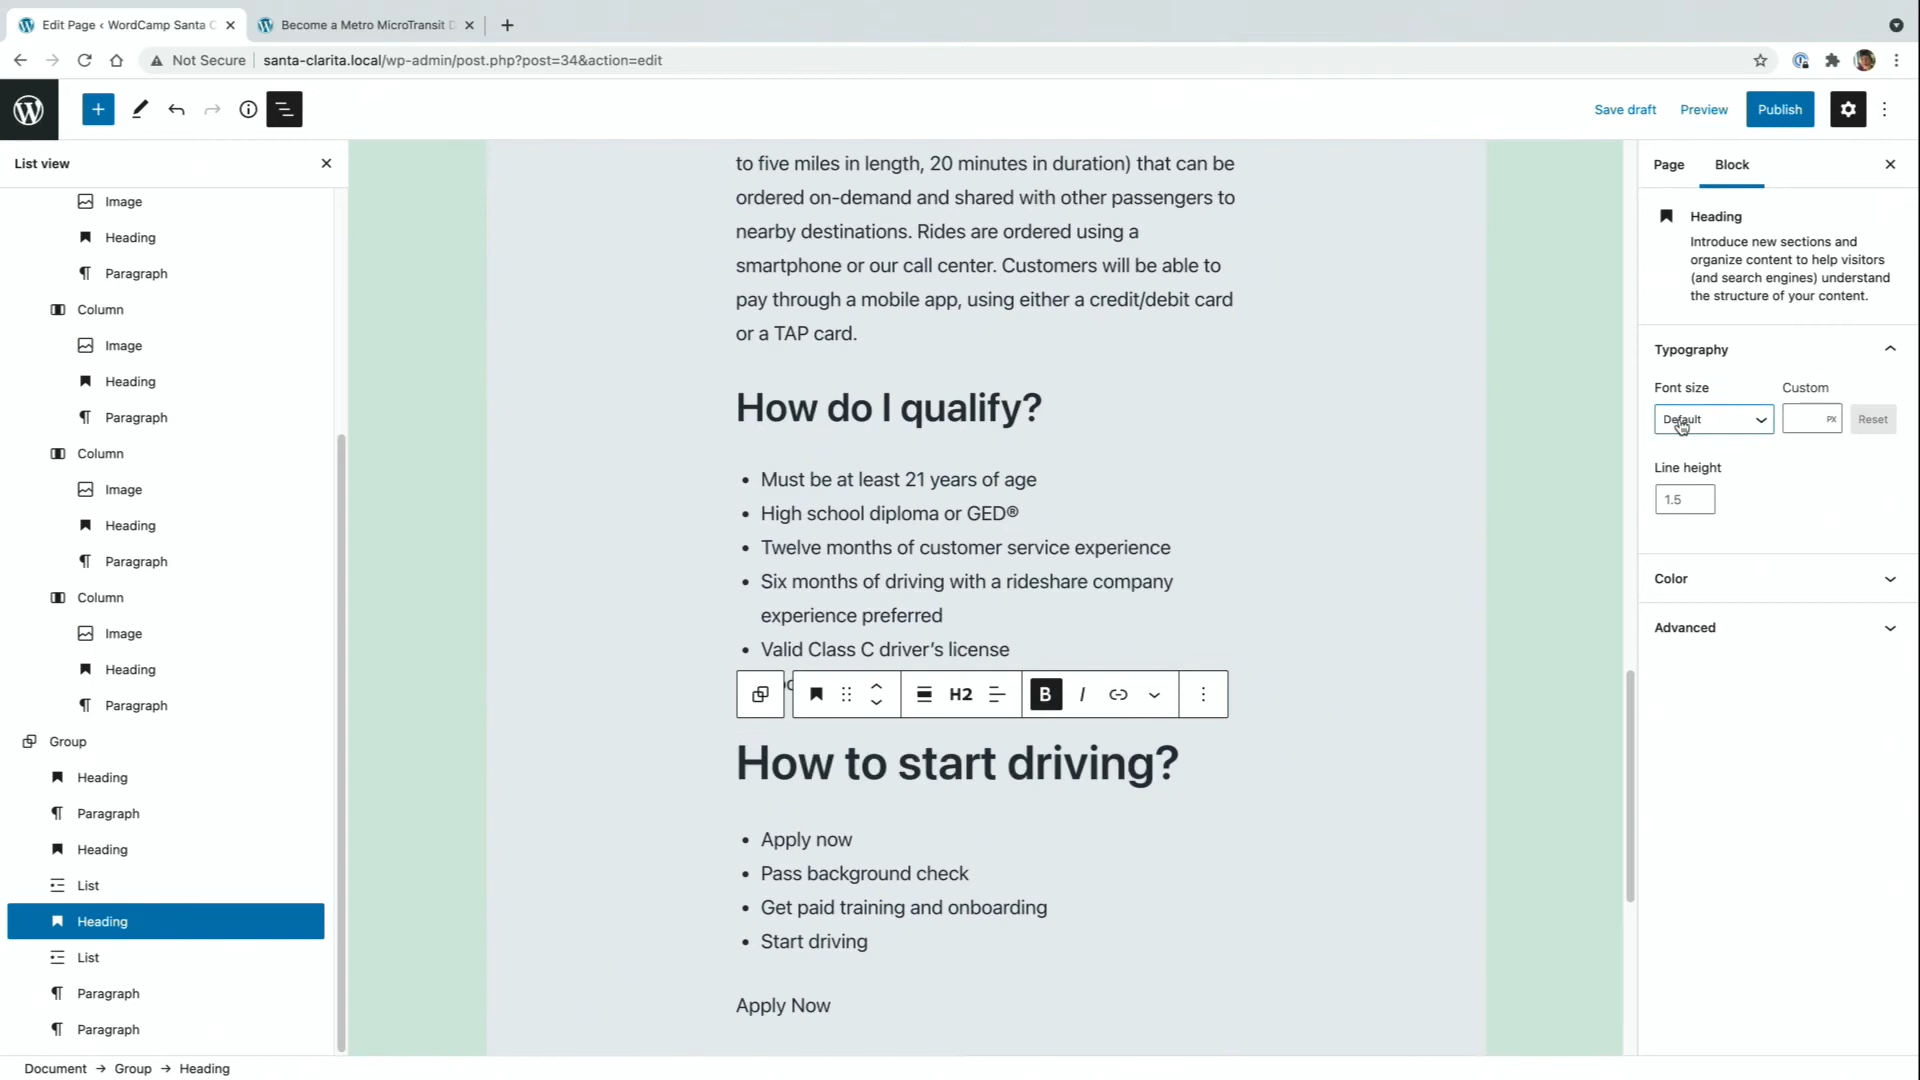 Edit Page ‹ WordCamp Santa C
Become a Metro MicroTransit D
Not Secure
santa-clarita.local/wp-admin/post.php?post=34&action=edit
Save draft
Preview
Publish
List view
Image
Heading
Paragraph
Column
Image
Heading
Paragraph
Column
Image
Heading
Paragraph
Column
Image
Heading
Paragraph
Group
Heading
Paragraph
Heading
List
Heading
List
Paragraph
Paragraph
to five miles in length, 20 minutes in duration) that can be
ordered on-demand and shared with other passengers to
nearby destinations. Rides are ordered using a
smartphone or our call center. Customers will be able to
pay through a mobile app, using either a credit/debit card
or a TAP card.
How do I qualify?
Must be at least 21 years of age
High school diploma or GED®
Twelve months of customer service experience
Six months of driving with a rideshare company
experience preferred
Valid Class C driver's license
H2
B
I
How to start driving?
Apply now
Pass background check
Get paid training and onboarding
Start driving
Apply Now
Page
Block
Heading
Introduce new sections and
organize content to help visitors
(and search engines) understand
the structure of your content.
Typography
Font size
Custom
Default
PX
Reset
Line height
1.5
Color
Advanced
Document → Group → Heading